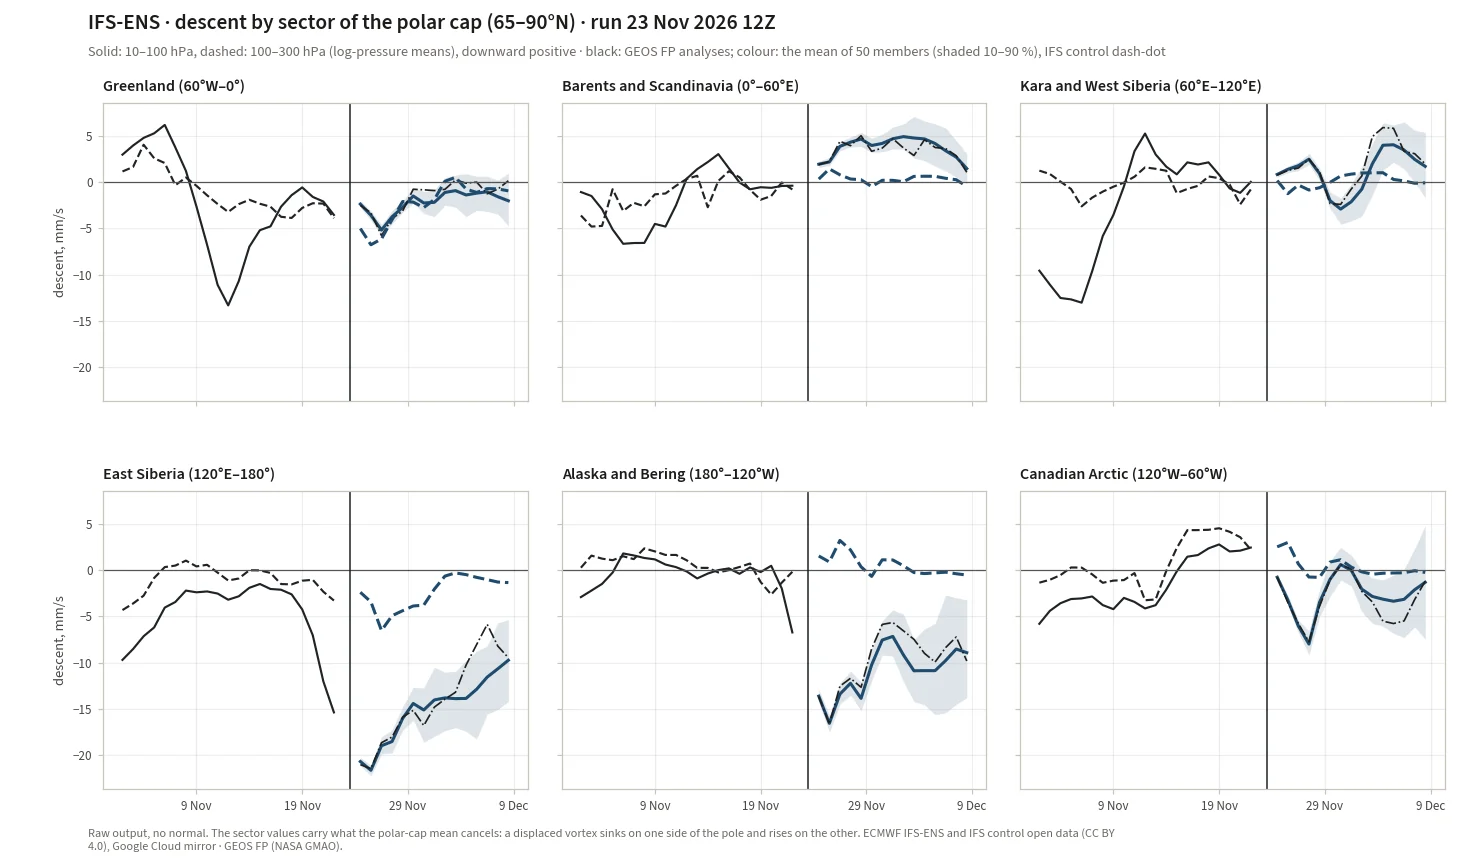 IFS-ENS · descent by sector of the polar cap (65–90°N) · run 23 Nov 2026 12Z
Solid: 10–100 hPa, dashed: 100–300 hPa (log-pressure means), downward positive · black: GEOS FP analyses; colour: the mean of 50 members (shaded 10–90 %), IFS control dash-dot
Greenland (60°W–0°)
Barents and Scandinavia (0°–60°E)
Kara and West Siberia (60°E–120°E)
descent, mm/s
5
0
−5
−10
−15
−20
East Siberia (120°E–180°)
Alaska and Bering (180°–120°W)
Canadian Arctic (120°W–60°W)
descent, mm/s
5
0
−5
−10
−15
−20
9 Nov 19 Nov 29 Nov 9 Dec
9 Nov 19 Nov 29 Nov 9 Dec
9 Nov 19 Nov 29 Nov 9 Dec
Raw output, no normal. The sector values carry what the polar-cap mean cancels: a displaced vortex sinks on one side of the pole and rises on the other. ECMWF IFS-ENS and IFS control open data (CC BY
4.0), Google Cloud mirror · GEOS FP (NASA GMAO).